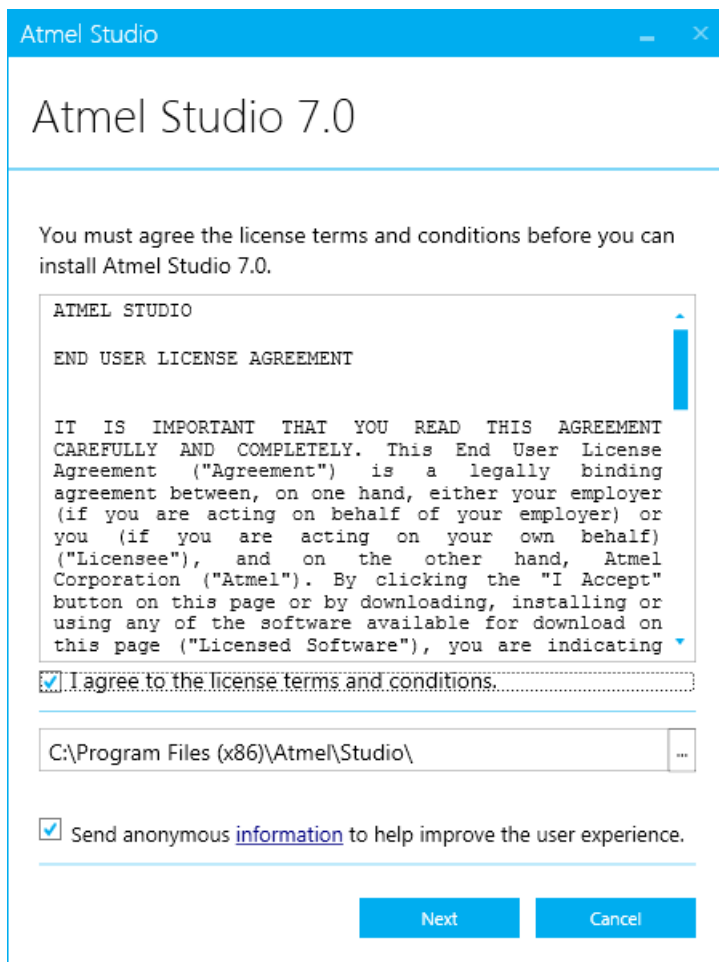 Atmel Studio
Atmel Studio 7.0
You must agree the license terms and conditions before you can
install Atmel Studio 7.0.
ATMEL STUDIO
END USER LICENSE AGREEMENT
IT IS IMPORTANT THAT YOU READ THIS AGREEMENT
CAREFULLY AND COMPLETELY. This End User License
Agreement ("Agreement") is a legally binding
agreement between, on one hand, either your employer
(if you are acting on behalf of your employer) or
you (if you are acting on your own behalf)
("Licensee"), and on the other hand, Atmel
Corporation ("Atmel"). By clicking the "I Accept"
button on this page or by downloading, installing or
using any of the software available for download on
this page ("Licensed Software"), you are indicating
I agree to the license terms and conditions.
C:\Program Files (x86)\Atmel\Studio\
...
Send anonymous information to help improve the user experience.
Next Cancel